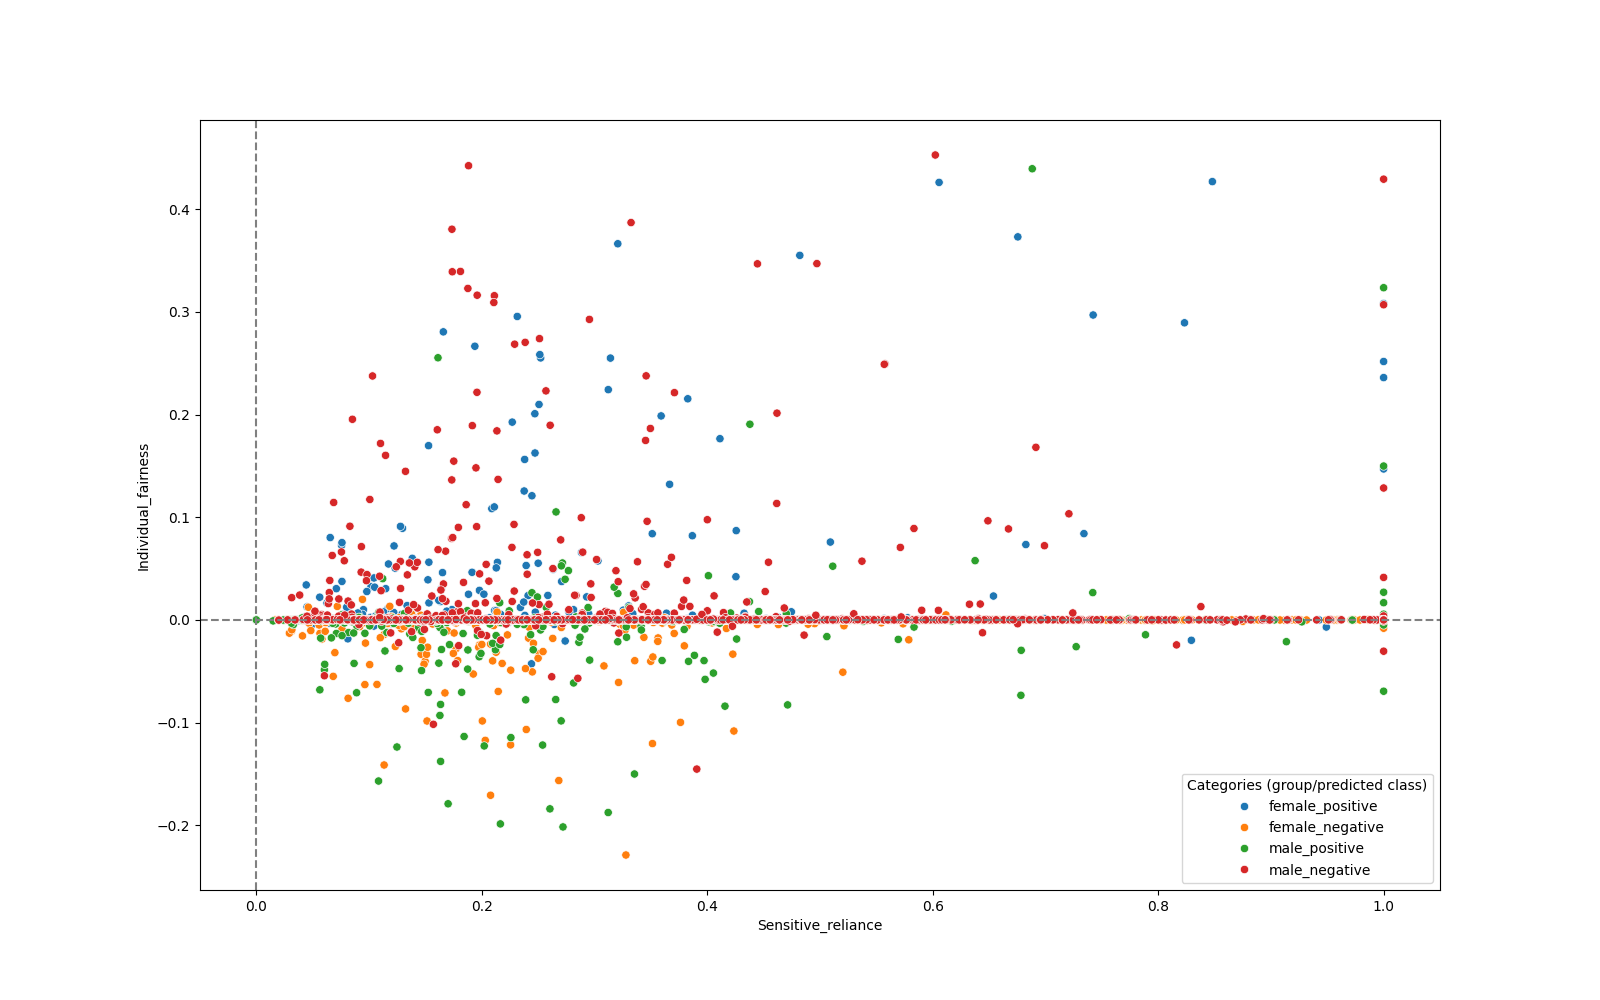 0.4
0.3
0.2
0.1
0.0
−0.1
−0.2
Individual_fairness
0.0 0.2 0.4 0.6 0.8 1.0
Sensitive_reliance
Categories (group/predicted class)
female_positive
female_negative
male_positive
male_negative